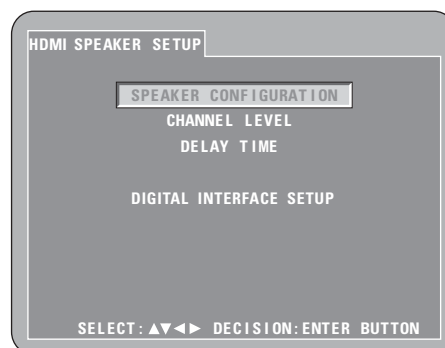 HDMI SPEAKER SETUP
SPEAKER CONFIGURATION
CHANNEL LEVEL
DELAY TIME
DIGITAL INTERFACE SETUP
SELECT:▲▼◀▶ DECISION:ENTER BUTTON